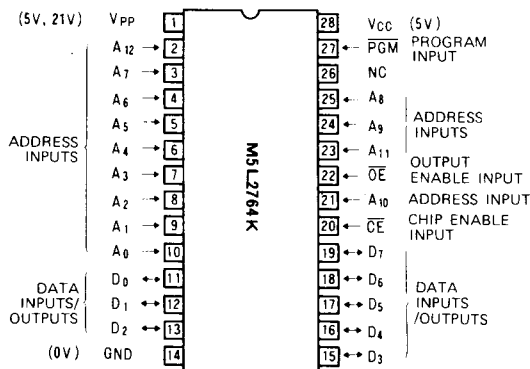 (5V, 21V) VPP 1 28 VCC (5V)
A12 2 27 PGM PROGRAM INPUT
A7 3 26 NC
A6 4 25 A8
A5 5 24 A9
A4 6 23 A11
A3 7 22 OE OUTPUT ENABLE INPUT
A2 8 21 A10 ADDRESS INPUT
A1 9 20 CE CHIP ENABLE INPUT
A0 10 19 D7
D0 11 18 D6
D1 12 17 D5
D2 13 16 D4
(0V) GND 14 15 D3
ADDRESS
INPUTS
DATA
INPUTS/
OUTPUTS
M5L2764K
ADDRESS
INPUTS
DATA
INPUTS
/OUTPUTS